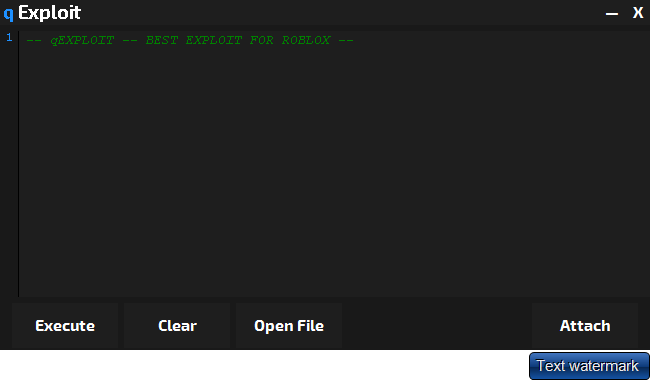 q Exploit – X
1 -- qEXPLOIT -- BEST EXPLOIT FOR ROBLOX --
Execute Clear Open File Attach
Text watermark